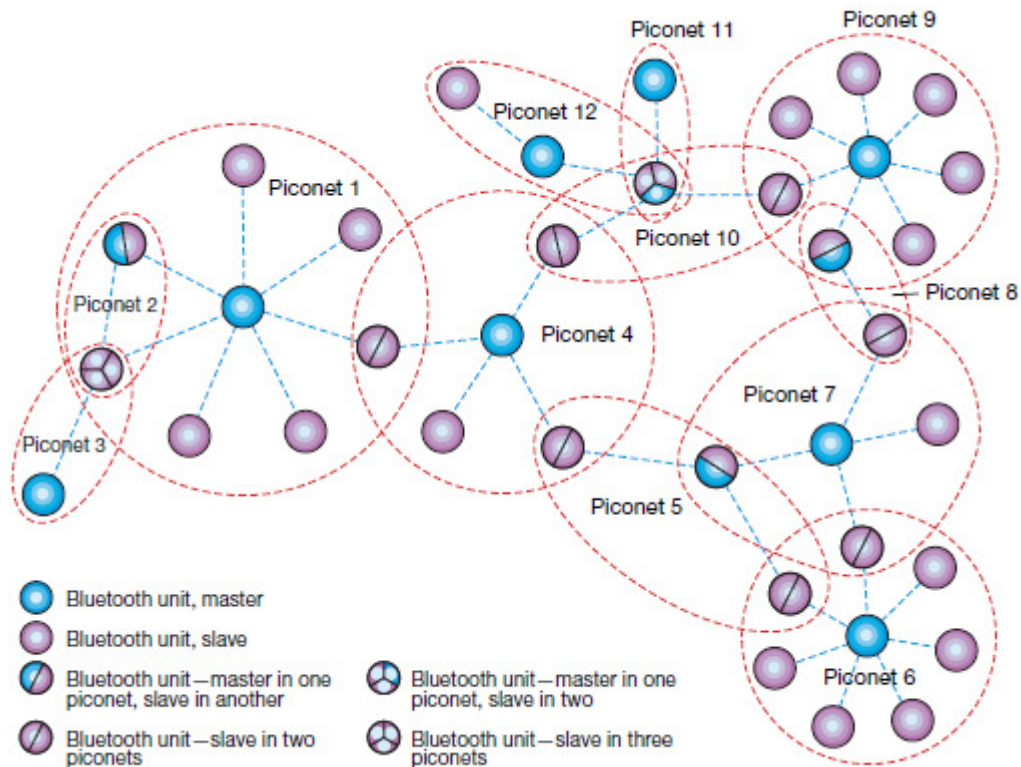 Piconet 11
Piconet 9
Piconet 12
Piconet 1
Piconet 10
Piconet 2
Piconet 8
Piconet 4
Piconet 7
Piconet 3
Piconet 5
Piconet 6
Bluetooth unit, master
Bluetooth unit, slave
Bluetooth unit—master in one
piconet, slave in another
Bluetooth unit—slave in two
piconets
Bluetooth unit—master in one
piconet, slave in two
Bluetooth unit—slave in three
piconets